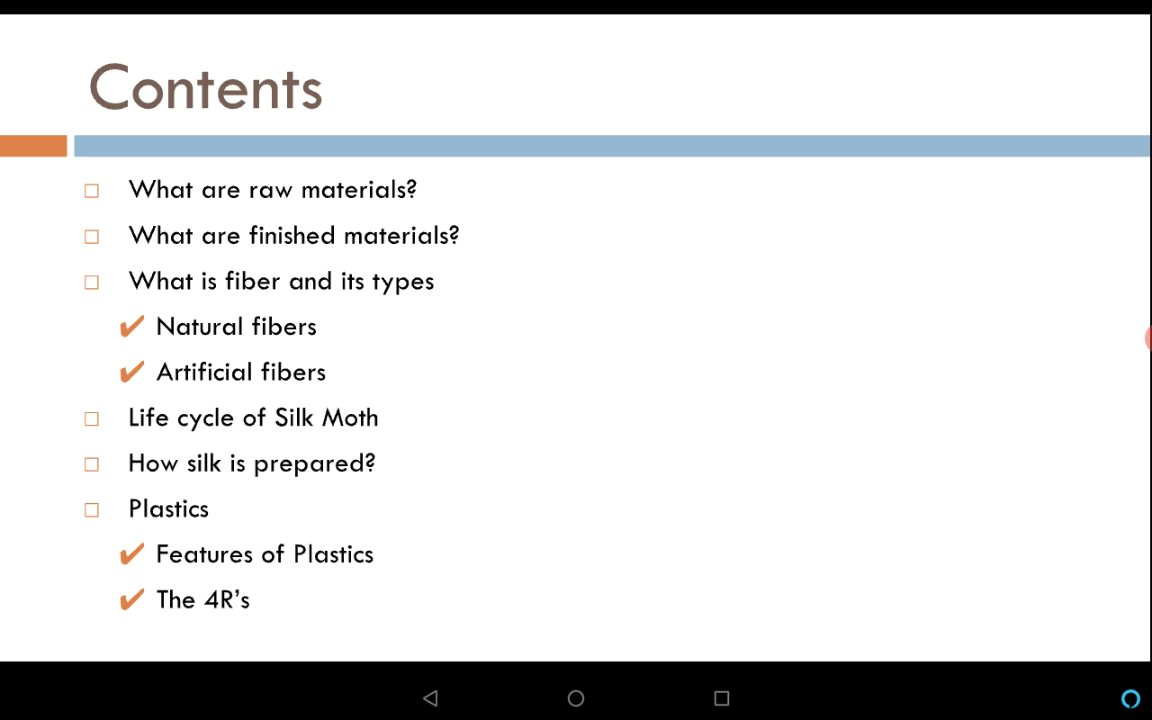 Contents
What are raw materials?
What are finished materials?
What is fiber and its types
Natural fibers
Artificial fibers
Life cycle of Silk Moth
How silk is prepared?
Plastics
Features of Plastics
The 4R’s